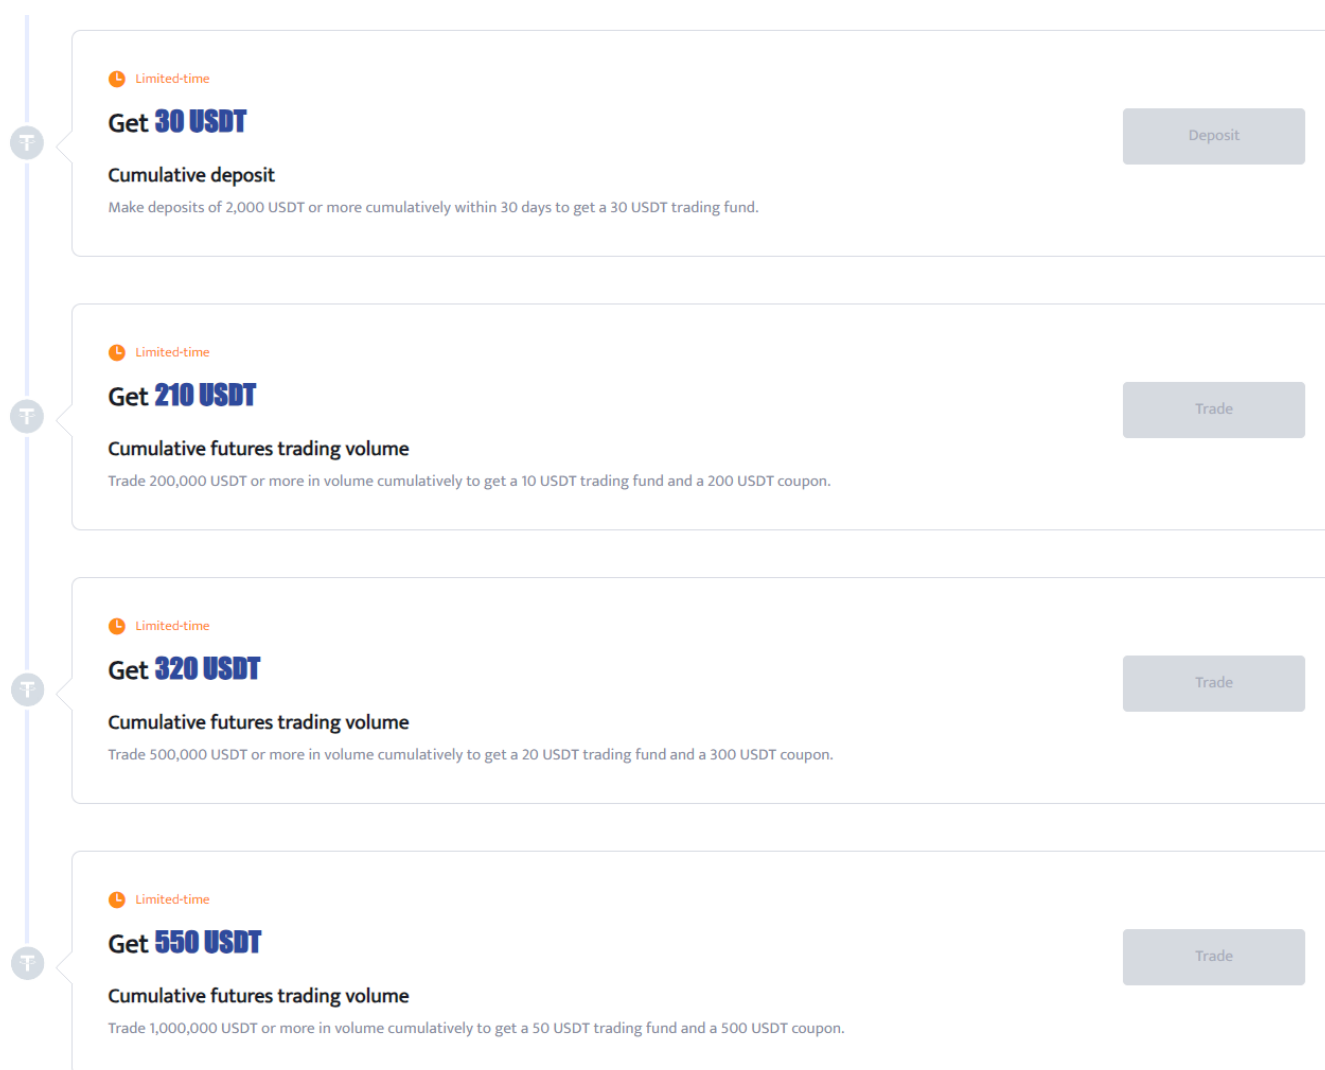 Limited-time
Get 30 USDT
Deposit
Cumulative deposit
Make deposits of 2,000 USDT or more cumulatively within 30 days to get a 30 USDT trading fund.
Limited-time
Get 210 USDT
Trade
Cumulative futures trading volume
Trade 200,000 USDT or more in volume cumulatively to get a 10 USDT trading fund and a 200 USDT coupon.
Limited-time
Get 320 USDT
Trade
Cumulative futures trading volume
Trade 500,000 USDT or more in volume cumulatively to get a 20 USDT trading fund and a 300 USDT coupon.
Limited-time
Get 550 USDT
Trade
Cumulative futures trading volume
Trade 1,000,000 USDT or more in volume cumulatively to get a 50 USDT trading fund and a 500 USDT coupon.